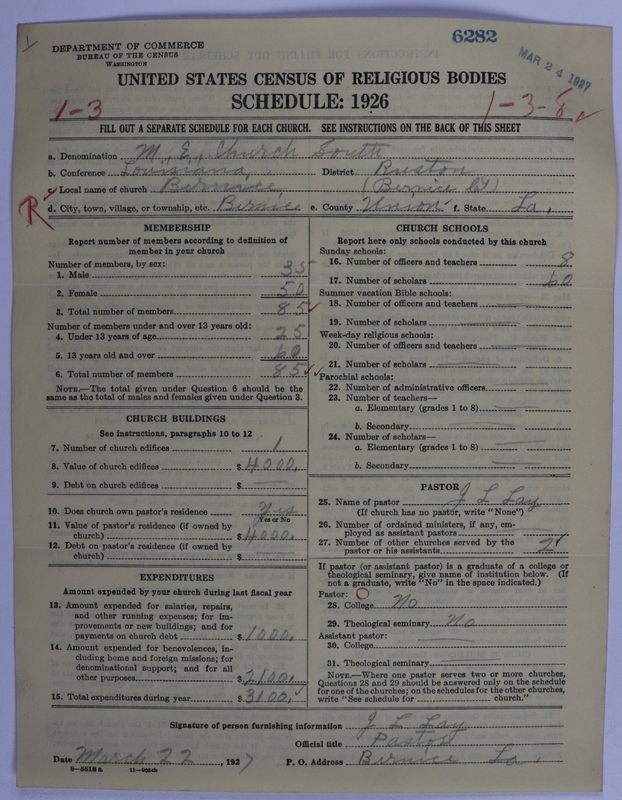 6282
MAR 24 1927
DEPARTMENT OF COMMERCE
BUREAU OF THE CENSUS
WASHINGTON
UNITED STATES CENSUS OF RELIGIOUS BODIES
SCHEDULE: 1926
1-3
1-3-8
FILL OUT A SEPARATE SCHEDULE FOR EACH CHURCH. SEE INSTRUCTIONS ON THE BACK OF THIS SHEET
a. Denomination M. E. Church South
b. Conference Louisiana, District Ruston
c. Local name of church (Bernice Ct)
R
d. City, town, village, or township, etc. Bernice e. County Union f. State La.
MEMBERSHIP
Report number of members according to definition of
member in your church
Number of members, by sex:
1. Male 35
2. Female 50
3. Total number of members 85
Number of members under and over 13 years old:
4. Under 13 years of age 25
5. 13 years old and over 60
6. Total number of members 85
NOTE.—The total given under Question 6 should be the
same as the total of males and females given under Question 3.
CHURCH BUILDINGS
See instructions, paragraphs 10 to 12
7. Number of church edifices 1
8. Value of church edifices $4000.
9. Debt on church edifices $
10. Does church own pastor's residence Yes
Yes or No
11. Value of pastor's residence (if owned by
church) $4000.
12. Debt on pastor's residence (if owned by
church) $
EXPENDITURES
Amount expended by your church during last fiscal year
13. Amount expended for salaries, repairs,
and other running expenses; for im-
provements or new buildings; and for
payments on church debt $1000.
14. Amount expended for benevolences, in-
cluding home and foreign missions; for
denominational support; and for all
other purposes $2100.
15. Total expenditures during year $3100.
CHURCH SCHOOLS
Report here only schools conducted by this church
Sunday schools:
16. Number of officers and teachers 8
17. Number of scholars 60
Summer vacation Bible schools:
18. Number of officers and teachers
19. Number of scholars
Week-day religious schools:
20. Number of officers and teachers
21. Number of scholars
Parochial schools:
22. Number of administrative officers
23. Number of teachers—
a. Elementary (grades 1 to 8)
b. Secondary
24. Number of scholars—
a. Elementary (grades 1 to 8)
b. Secondary
PASTOR
25. Name of pastor J L Lay
(If church has no pastor, write "None")
26. Number of ordained ministers, if any, em-
ployed as assistant pastors
27. Number of other churches served by the
pastor or his assistants 2
If pastor (or assistant pastor) is a graduate of a college or
theological seminary, give name of institution below. (If
not a graduate, write "No" in the space indicated.)
Pastor:
28. College No
29. Theological seminary No
Assistant pastor:
30. College
31. Theological seminary
NOTE.—Where one pastor serves two or more churches,
Questions 28 and 29 should be answered only on the schedule
for one of the churches; on the schedules for the other churches,
write "See schedule for church."
Signature of person furnishing information J L Lay
Official title Pastor
Date March 22, 1927 P. O. Address Bernice La.